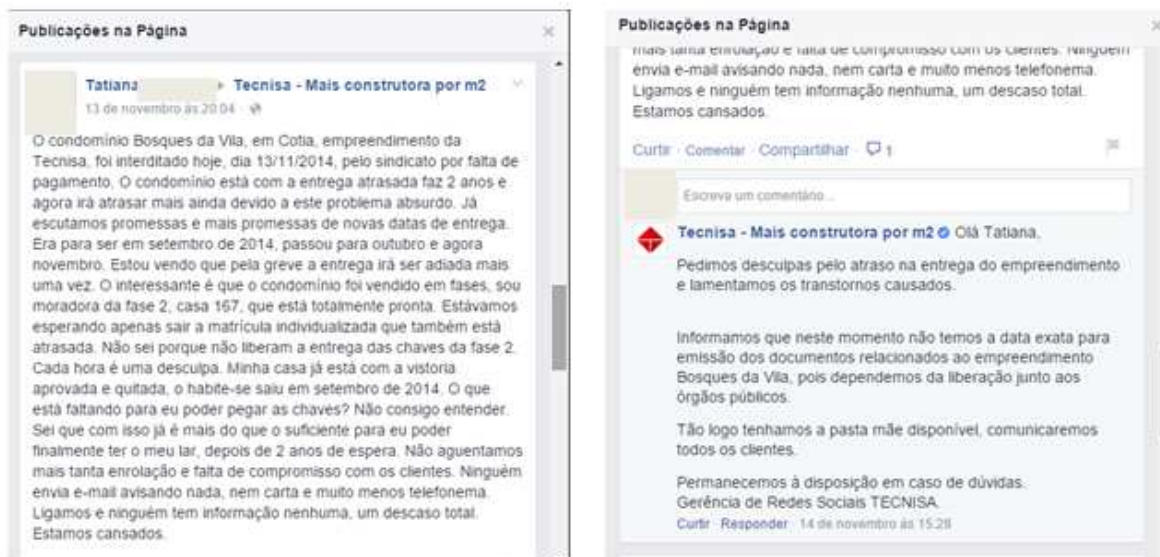 Publicações na Página
Tatiana
Tecnisa - Mais construtora por m2
13 de novembro às 20:04
O condomínio Bosques da Vila, em Cotia, empreendimento da
Tecnisa, foi interditado hoje, dia 13/11/2014, pelo sindicato por falta de
pagamento, O condomínio está com a entrega atrasada faz 2 anos e
agora irá atrasar mais ainda devido a este problema absurdo. Já
escutamos promessas e mais promessas de novas datas de entrega.
Era para ser em setembro de 2014, passou para outubro e agora
novembro. Estou vendo que pela greve a entrega irá ser adiada mais
uma vez. O interessante é que o condomínio foi vendido em fases, sou
moradora da fase 2, casa 167, que está totalmente pronta. Estávamos
esperando apenas sair a matrícula individualizada que também está
atrasada. Não sei porque não liberam a entrega das chaves da fase 2.
Cada hora é uma desculpa. Minha casa já está com a vistoria
aprovada e quitada, o habite-se saiu em setembro de 2014. O que
está faltando para eu poder pegar as chaves? Não consigo entender.
Sei que com isso já é mais do que o suficiente para eu poder
finalmente ter o meu lar, depois de 2 anos de espera. Não aguentamos
mais tanta enrolação e falta de compromisso com os clientes. Ninguém
envia e-mail avisando nada, nem carta e muito menos telefonema.
Ligamos e ninguém tem informação nenhuma, um descaso total.
Estamos cansados.
Publicações na Página
mais tanta enrolação e falta de compromisso com os clientes. Ninguém
envia e-mail avisando nada, nem carta e muito menos telefonema.
Ligamos e ninguém tem informação nenhuma, um descaso total.
Estamos cansados.
Curtir · Comentar · Compartilhar · 1
Escreva um comentário...
Tecnisa - Mais construtora por m2 Olá Tatiana,
Pedimos desculpas pelo atraso na entrega do empreendimento
e lamentamos os transtornos causados.
Informamos que neste momento não temos a data exata para
emissão dos documentos relacionados ao empreendimento
Bosques da Vila, pois dependemos da liberação junto aos
órgãos públicos.
Tão logo tenhamos a pasta mãe disponível, comunicaremos
todos os clientes.
Permanecemos à disposição em caso de dúvidas.
Gerência de Redes Sociais TECNISA
Curtir · Responder · 14 de novembro às 15:28